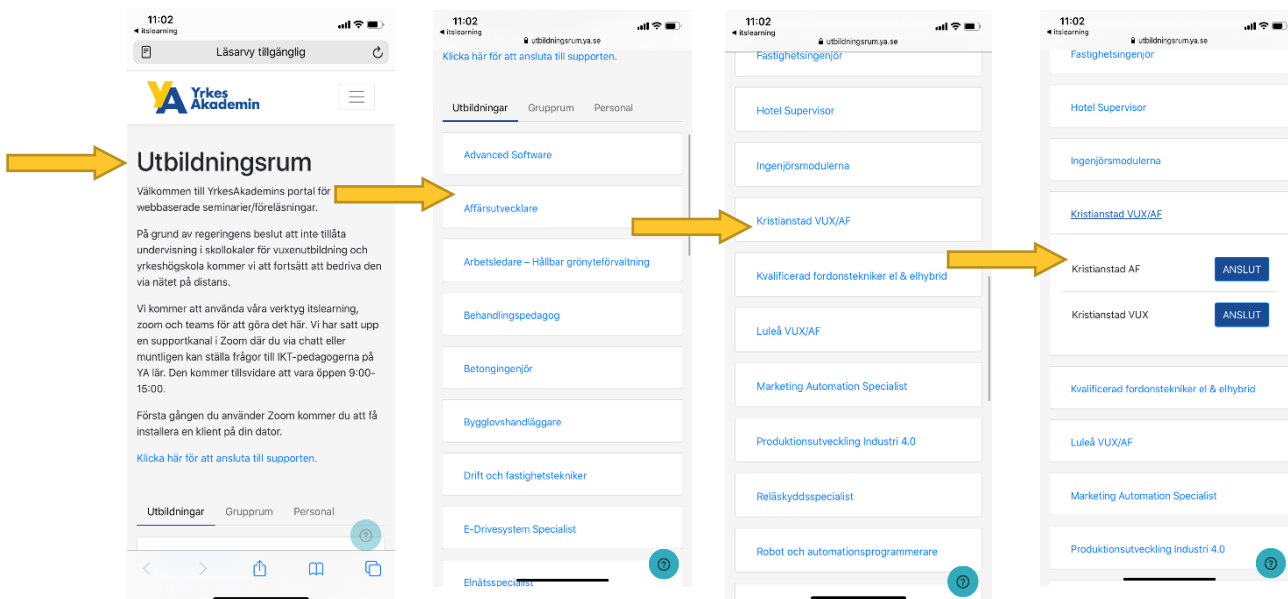 11:02
◀ itslearning
Läsarvy tillgänglig
Yrkes
Akademin
Utbildningsrum
Välkommen till YrkesAkademins portal för
webbaserade seminarier/föreläsningar.
På grund av regeringens beslut att inte tillåta
undervisning i skollokaler för vuxenutbildning och
yrkeshögskola kommer vi att fortsätt att bedriva den
via nätet på distans.
Vi kommer att använda våra verktyg itslearning,
zoom och teams för att göra det här. Vi har satt upp
en supportkanal i Zoom där du via chatt eller
muntligen kan ställa frågor till IKT-pedagogerna på
YA lär. Den kommer tillsvidare att vara öppen 9:00-
15:00.
Första gången du använder Zoom kommer du att få
installera en klient på din dator.
Klicka här för att ansluta till supporten.
Utbildningar Grupprum Personal
11:02
◀ itslearning
utbildningsrum.ya.se
Klicka här för att ansluta till supporten.
Utbildningar Grupprum Personal
Advanced Software
Affärsutvecklare
Arbetsledare – Hållbar grönyteförvaltning
Behandlingspedagog
Betongingenjör
Bygglovshandläggare
Drift och fastighetstekniker
E-Drivesystem Specialist
Elnätsspecialist
11:02
◀ itslearning
utbildningsrum.ya.se
Fastighetsingenjör
Hotel Supervisor
Ingenjörsmodulerna
Kristianstad VUX/AF
Kvalificerad fordonstekniker el & elhybrid
Luleå VUX/AF
Marketing Automation Specialist
Produktionsutveckling Industri 4.0
Reläskyddsspecialist
Robot och automationsprogrammerare
11:02
◀ itslearning
utbildningsrum.ya.se
Fastighetsingenjör
Hotel Supervisor
Ingenjörsmodulerna
Kristianstad VUX/AF
Kristianstad AF ANSLUT
Kristianstad VUX ANSLUT
Kvalificerad fordonstekniker el & elhybrid
Luleå VUX/AF
Marketing Automation Specialist
Produktionsutveckling Industri 4.0